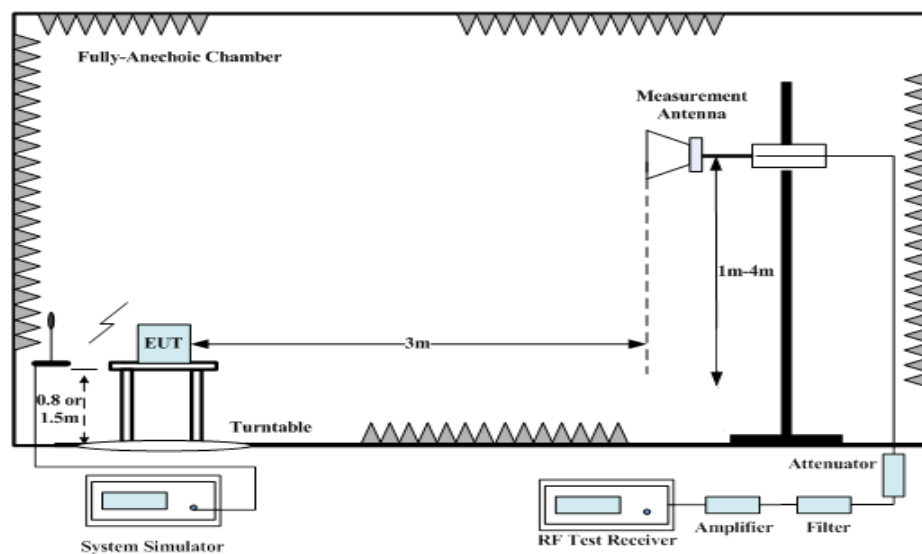 Fully-Anechoic Chamber
Measurement
Antenna
1m-4m
EUT
3m
0.8 or
1.5m
Turntable
Attenuator
System Simulator
RF Test Receiver
Amplifier
Filter